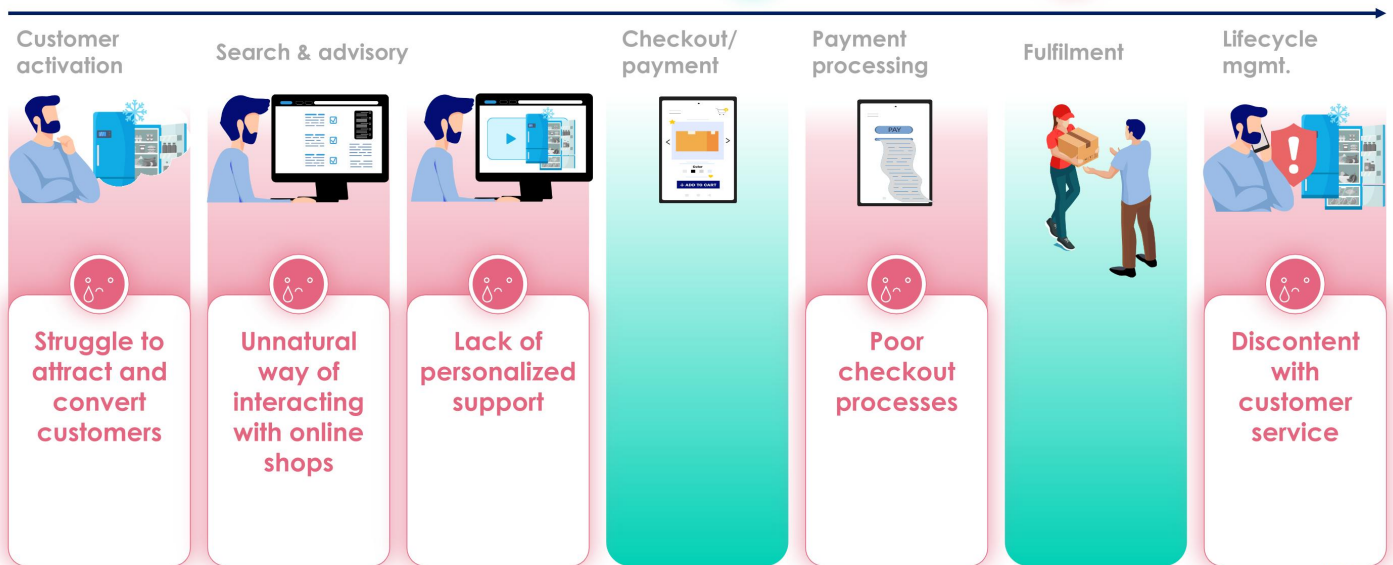 Customer
activation
Search & advisory
Checkout/
payment
Payment
processing
Fulfilment
Lifecycle
mgmt.
PAY
ADD TO CART
Struggle to
attract and
convert
customers
Unnatural
way of
interacting
with online
shops
Lack of
personalized
support
Poor
checkout
processes
Discontent
with
customer
service